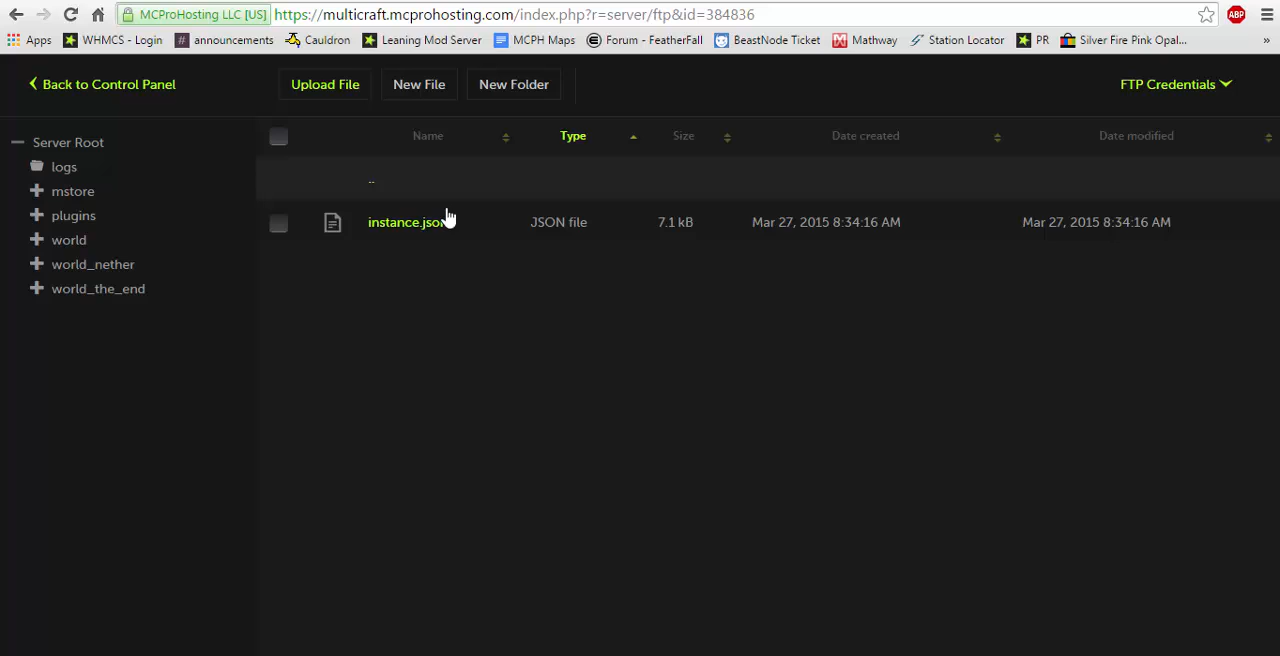 MCProHosting LLC [US] https://multicraft.mcprohosting.com/index.php?r=server/ftp&id=384836 ABP
Apps WHMCS - Login # announcements Cauldron Leaning Mod Server MCPH Maps Forum - FeatherFall BeastNode Ticket Mathway Station Locator PR Silver Fire Pink Opal... »
Back to Control Panel Upload File New File New Folder FTP Credentials
Name Type Size Date created Date modified
Server Root
logs
mstore
plugins
world
world_nether
world_the_end
..
instance.json JSON file 7.1 kB Mar 27, 2015 8:34:16 AM Mar 27, 2015 8:34:16 AM